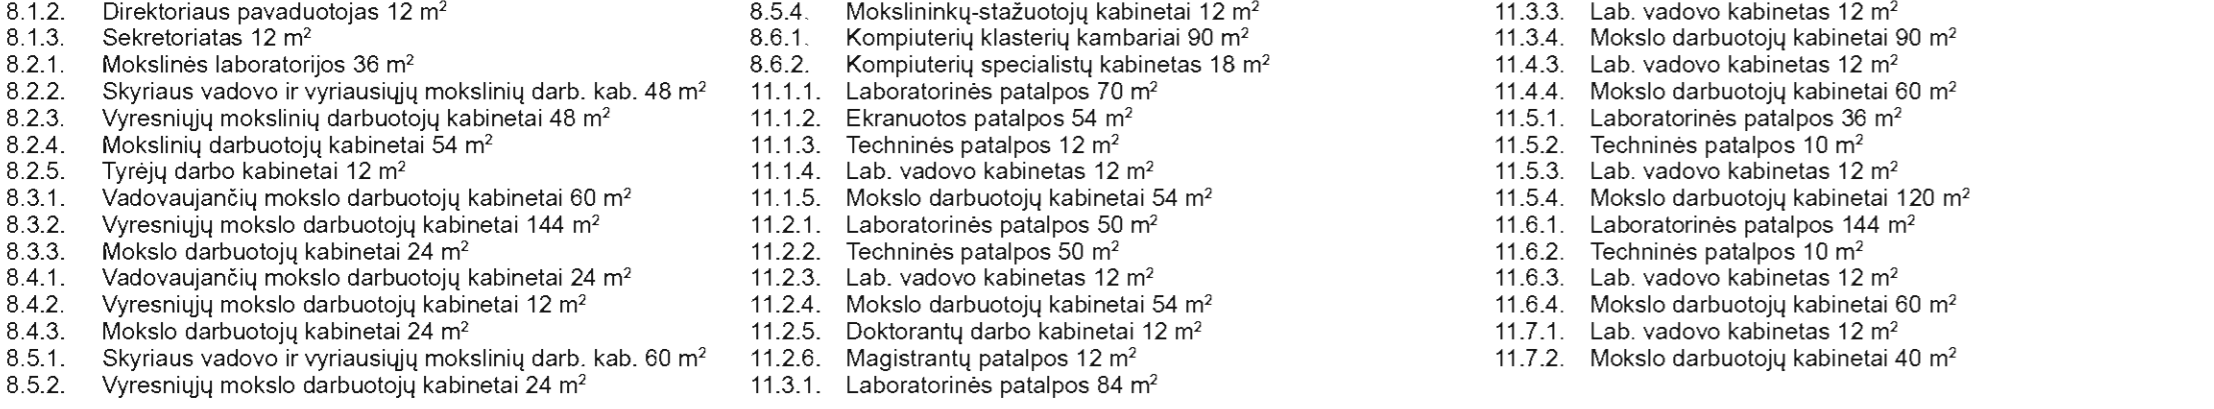 8.1.2. Direktoriaus pavaduotojas 12 m²
8.1.3. Sekretoriatas 12 m²
8.2.1. Mokslinės laboratorijos 36 m²
8.2.2. Skyriaus vadovo ir vyriausiųjų mokslinių darb. kab. 48 m²
8.2.3. Vyresniųjų mokslinių darbuotojų kabinetai 48 m²
8.2.4. Mokslinių darbuotojų kabinetai 54 m²
8.2.5. Tyrėjų darbo kabinetai 12 m²
8.3.1. Vadovaujančių mokslo darbuotojų kabinetai 60 m²
8.3.2. Vyresniųjų mokslo darbuotojų kabinetai 144 m²
8.3.3. Mokslo darbuotojų kabinetai 24 m²
8.4.1. Vadovaujančių mokslo darbuotojų kabinetai 24 m²
8.4.2. Vyresniųjų mokslo darbuotojų kabinetai 12 m²
8.4.3. Mokslo darbuotojų kabinetai 24 m²
8.5.1. Skyriaus vadovo ir vyriausiųjų mokslinių darb. kab. 60 m²
8.5.2. Vyresniųjų mokslo darbuotojų kabinetai 24 m²
8.5.4. Mokslininkų-stažuotojų kabinetai 12 m²
8.6.1. Kompiuterių klasterių kambariai 90 m²
8.6.2. Kompiuterių specialistų kabinetas 18 m²
11.1.1. Laboratorinės patalpos 70 m²
11.1.2. Ekranuotos patalpos 54 m²
11.1.3. Techninės patalpos 12 m²
11.1.4. Lab. vadovo kabinetas 12 m²
11.1.5. Mokslo darbuotojų kabinetai 54 m²
11.2.1. Laboratorinės patalpos 50 m²
11.2.2. Techninės patalpos 50 m²
11.2.3. Lab. vadovo kabinetas 12 m²
11.2.4. Mokslo darbuotojų kabinetai 54 m²
11.2.5. Doktorantų darbo kabinetai 12 m²
11.2.6. Magistrantų patalpos 12 m²
11.3.1. Laboratorinės patalpos 84 m²
11.3.3. Lab. vadovo kabinetas 12 m²
11.3.4. Mokslo darbuotojų kabinetai 90 m²
11.4.3. Lab. vadovo kabinetas 12 m²
11.4.4. Mokslo darbuotojų kabinetai 60 m²
11.5.1. Laboratorinės patalpos 36 m²
11.5.2. Techninės patalpos 10 m²
11.5.3. Lab. vadovo kabinetas 12 m²
11.5.4. Mokslo darbuotojų kabinetai 120 m²
11.6.1. Laboratorinės patalpos 144 m²
11.6.2. Techninės patalpos 10 m²
11.6.3. Lab. vadovo kabinetas 12 m²
11.6.4. Mokslo darbuotojų kabinetai 60 m²
11.7.1. Lab. vadovo kabinetas 12 m²
11.7.2. Mokslo darbuotojų kabinetai 40 m²